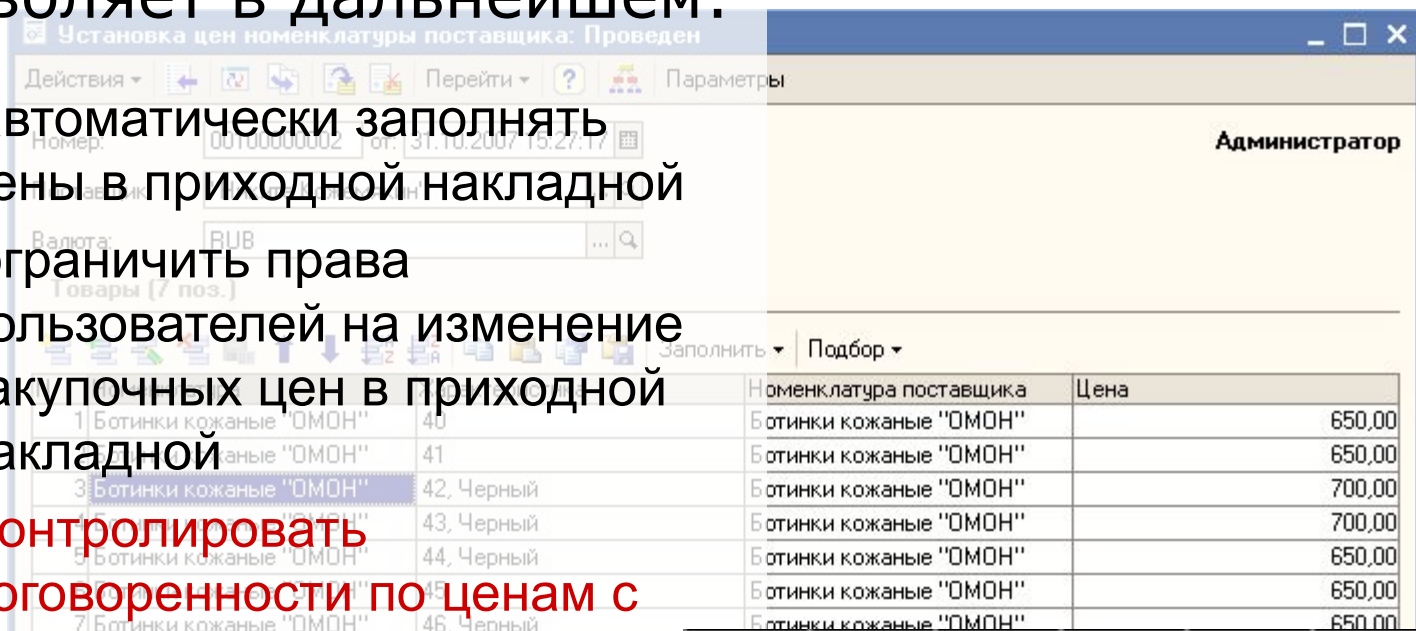 воляет в дальнейшем:
Установка цен номенклатуры поставщика: Проведен
Действия Перейти ? Параметры
втоматически заполнять
Номер: 00100000002 от: 31.10.2007 15:27:17
Администратор
ены в приходной накладной
Валюта: RUB ...
ограничить права
Товары (7 поз.)
ользователей на изменение
Заполнить Подбор
акупочных цен в приходной
Номенклатура поставщика Цена
1 Ботинки кожаные "ОМОН" 40 Ботинки кожаные "ОМОН" 650,00
акладной
кожаные "ОМОН" 41 Ботинки кожаные "ОМОН" 650,00
3 Ботинки кожаные "ОМОН" 42, Черный Ботинки кожаные "ОМОН" 700,00
онтролировать
43, Черный Ботинки кожаные "ОМОН" 700,00
5 Ботинки кожаные "ОМОН" 44, Черный Ботинки кожаные "ОМОН" 650,00
оговоренности по ценам с
45 Ботинки кожаные "ОМОН" 650,00
7 Ботинки кожаные "ОМОН" 46, Черный Ботинки кожаные "ОМОН" 650,00